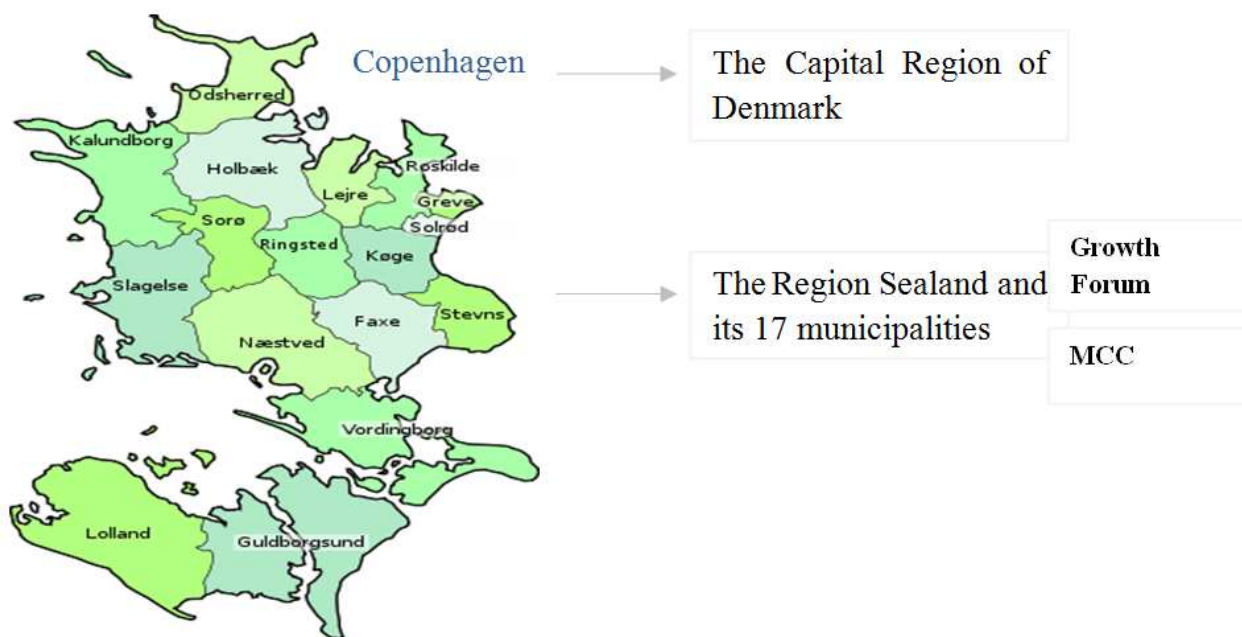 Copenhagen
The Capital Region of
Denmark
Odsherred
Kalundborg
Holbæk
Roskilde
Lejre
Greve
Sorø
Solrød
Ringsted
Køge
Slagelse
The Region Sealand and
its 17 municipalities
Growth
Forum
MCC
Stevns
Faxe
Næstved
Vordingborg
Lolland
Guldborgsund